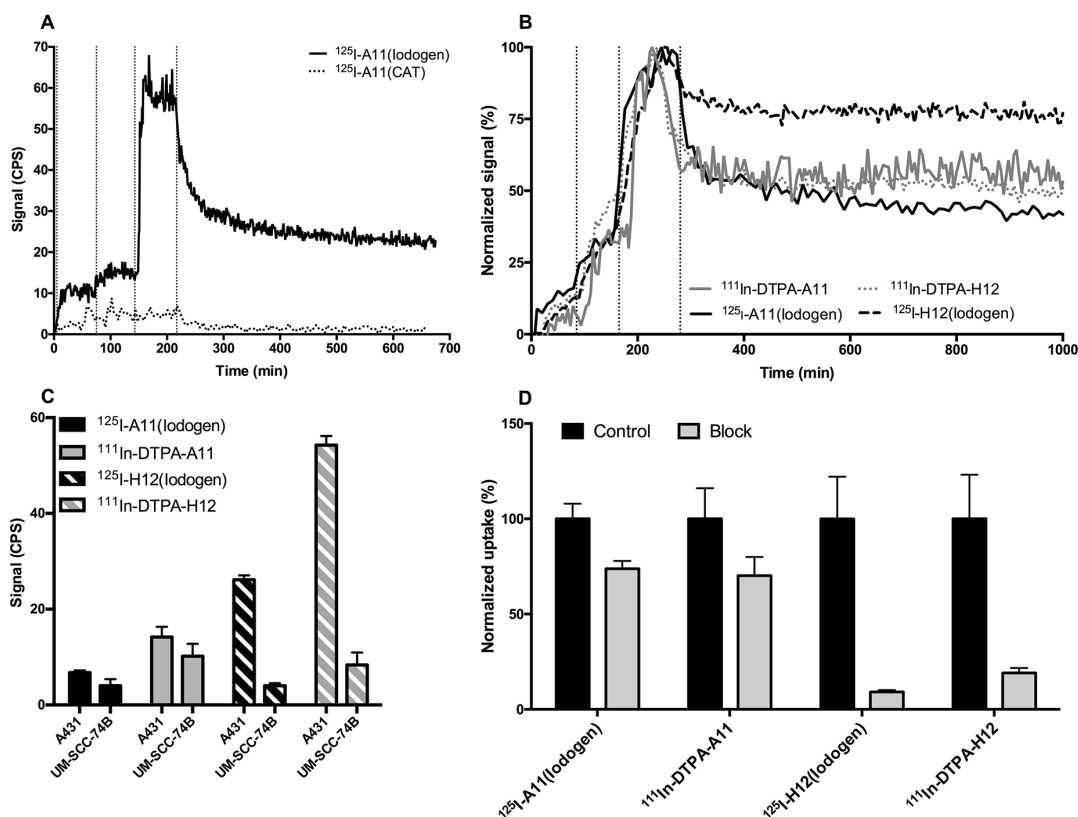 A
70
60
50
40
30
20
10
0
Signal (CPS)
0 100 200 300 400 500 600 700
Time (min)
¹²⁵I-A11(Iodogen)
¹²⁵I-A11(CAT)
B
100
75
50
25
0
Normalized signal (%)
0 200 400 600 800 1000
Time (min)
¹¹¹In-DTPA-A11 ¹¹¹In-DTPA-H12
¹²⁵I-A11(Iodogen) ¹²⁵I-H12(Iodogen)
C
60
40
20
0
Signal (CPS)
¹²⁵I-A11(Iodogen)
¹¹¹In-DTPA-A11
¹²⁵I-H12(Iodogen)
¹¹¹In-DTPA-H12
A431
UM-SCC-74B
A431
UM-SCC-74B
A431
UM-SCC-74B
A431
UM-SCC-74B
D
150
100
50
0
Normalized uptake (%)
Control Block
¹²⁵I-A11(Iodogen)
¹¹¹In-DTPA-A11
¹²⁵I-H12(Iodogen)
¹¹¹In-DTPA-H12